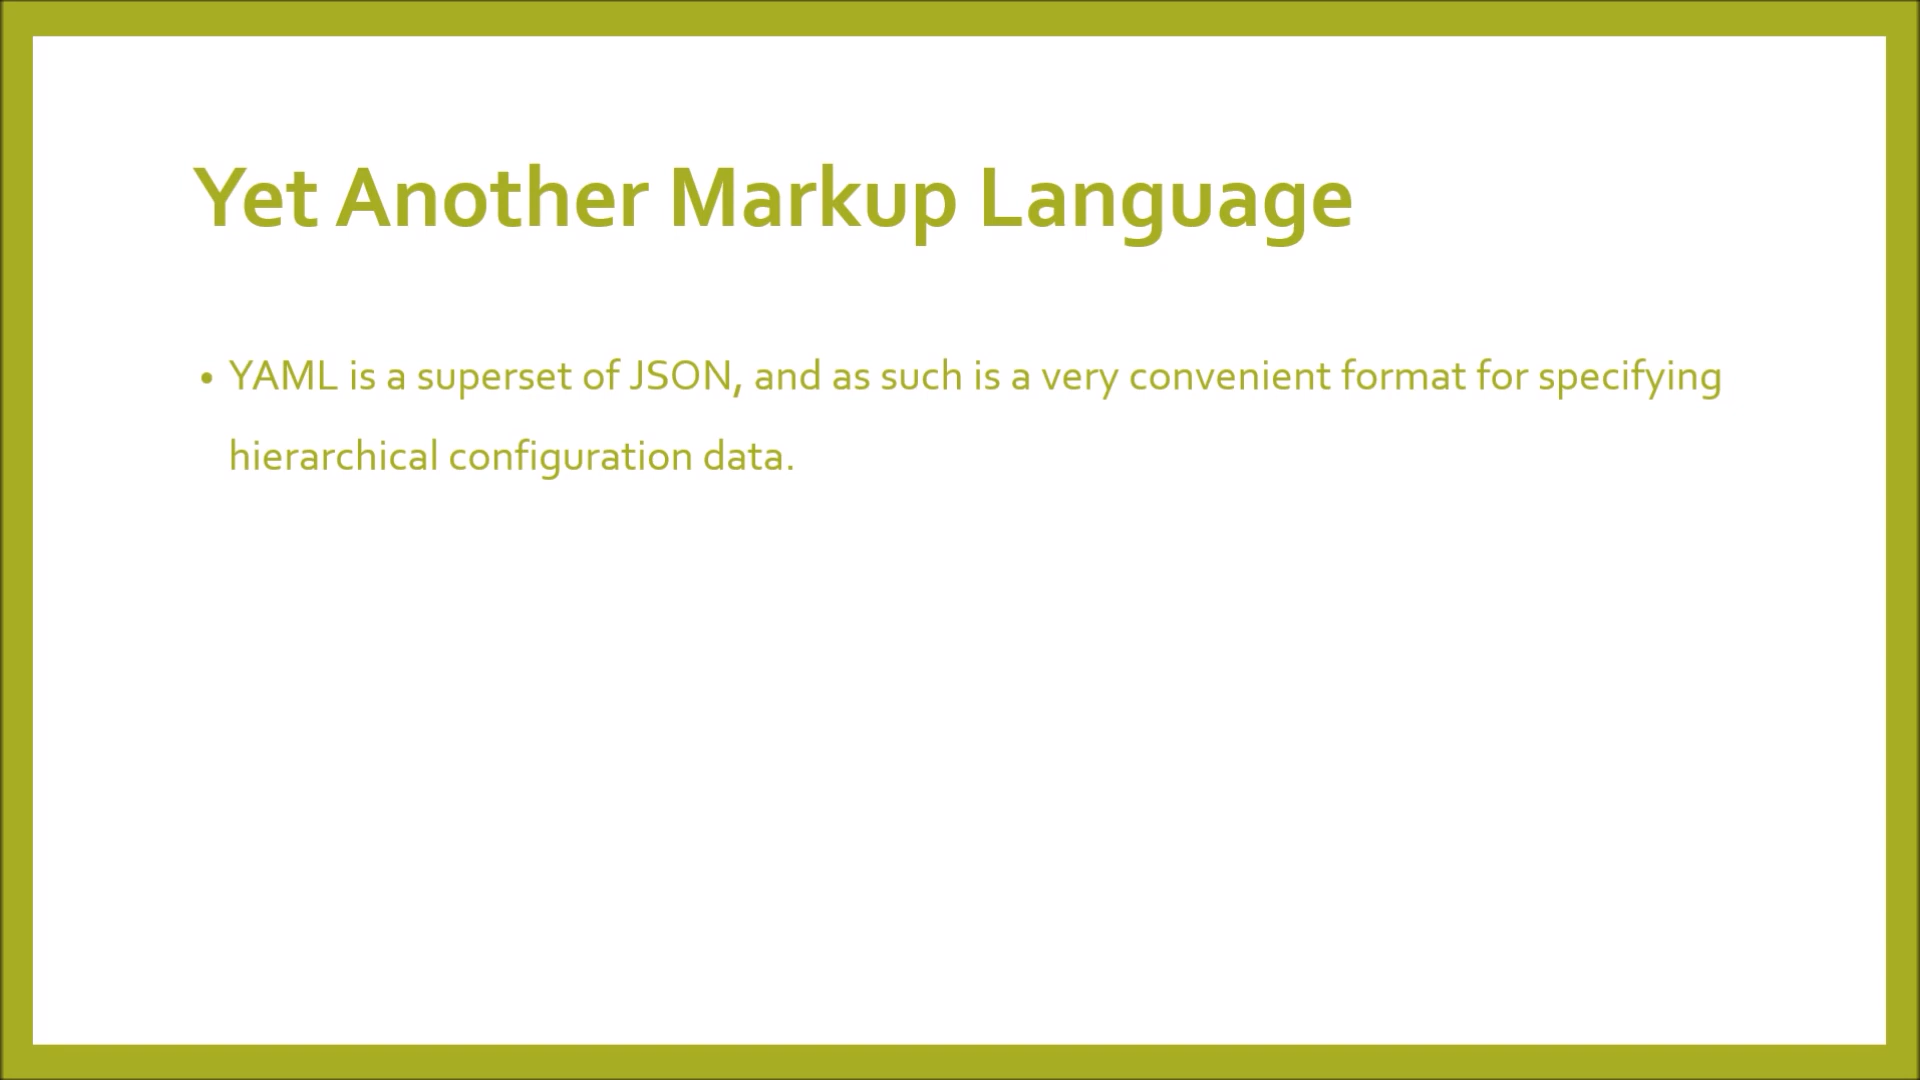 Yet Another Markup Language
• YAML is a superset of JSON, and as such is a very convenient format for specifying
hierarchical configuration data.